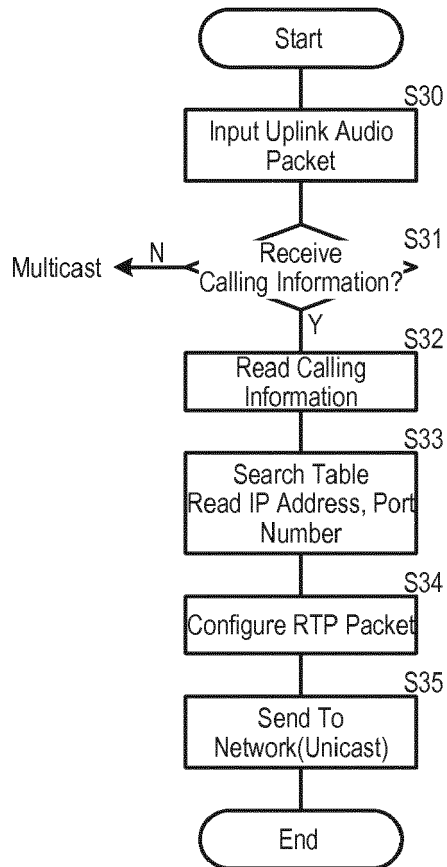 Start
S30
Input Uplink Audio
Packet
S31
Receive
Calling Information?
N
Multicast
Y
S32
Read Calling
Information
S33
Search Table
Read IP Address, Port
Number
S34
Configure RTP Packet
S35
Send To
Network(Unicast)
End